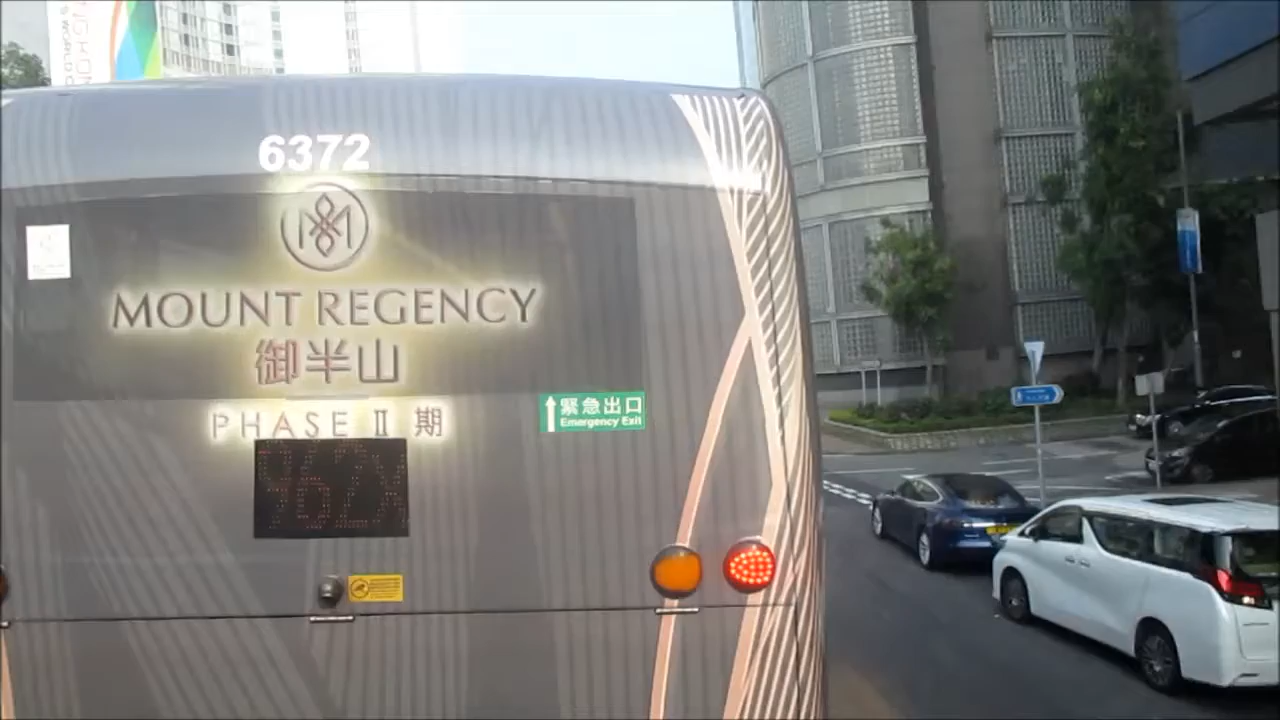 6372
MOUNT REGENCY
御半山
PHASE II 期
緊急出口
Emergency Exit
962X